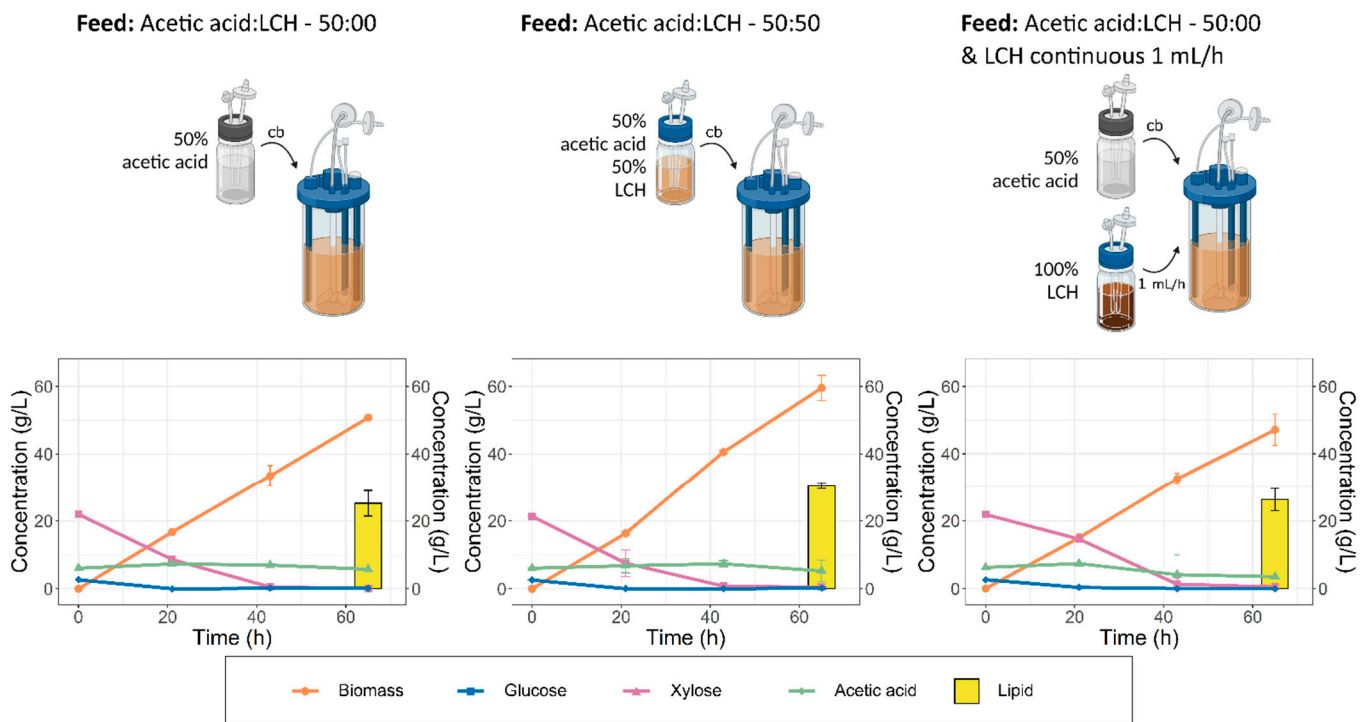 Feed: Acetic acid:LCH - 50:00
50%
acetic acid
cb
Concentration (g/L)
60
40
20
0
0
20
40
60
Time (h)
60
40
20
0
Concentration (g/L)
Feed: Acetic acid:LCH - 50:50
50%
acetic acid
50%
LCH
cb
Concentration (g/L)
60
40
20
0
0
20
40
60
Time (h)
60
40
20
0
Concentration (g/L)
Feed: Acetic acid:LCH - 50:00
& LCH continuous 1 mL/h
50%
acetic acid
cb
100%
LCH
1 mL/h
Concentration (g/L)
60
40
20
0
0
20
40
60
Time (h)
60
40
20
0
Concentration (g/L)
Biomass
Glucose
Xylose
Acetic acid
Lipid